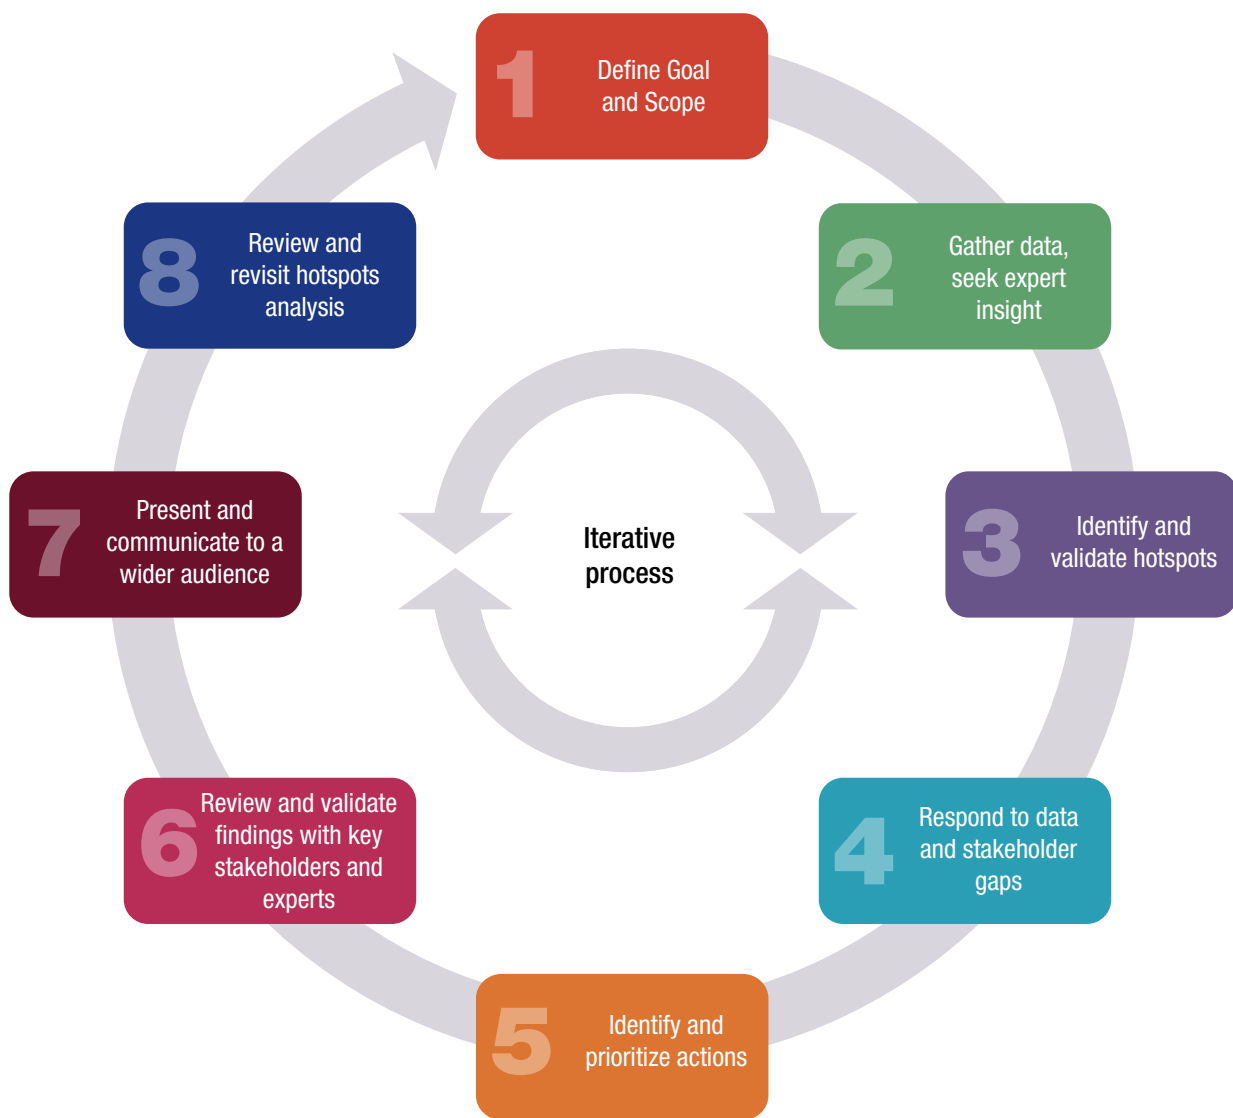 1
Define Goal
and Scope
2
Gather data,
seek expert
insight
3
Identify and
validate hotspots
4
Respond to data
and stakeholder
gaps
5
Identify and
prioritize actions
6
Review and validate
findings with key
stakeholders and
experts
7
Present and
communicate to a
wider audience
8
Review and
revisit hotspots
analysis
Iterative
process